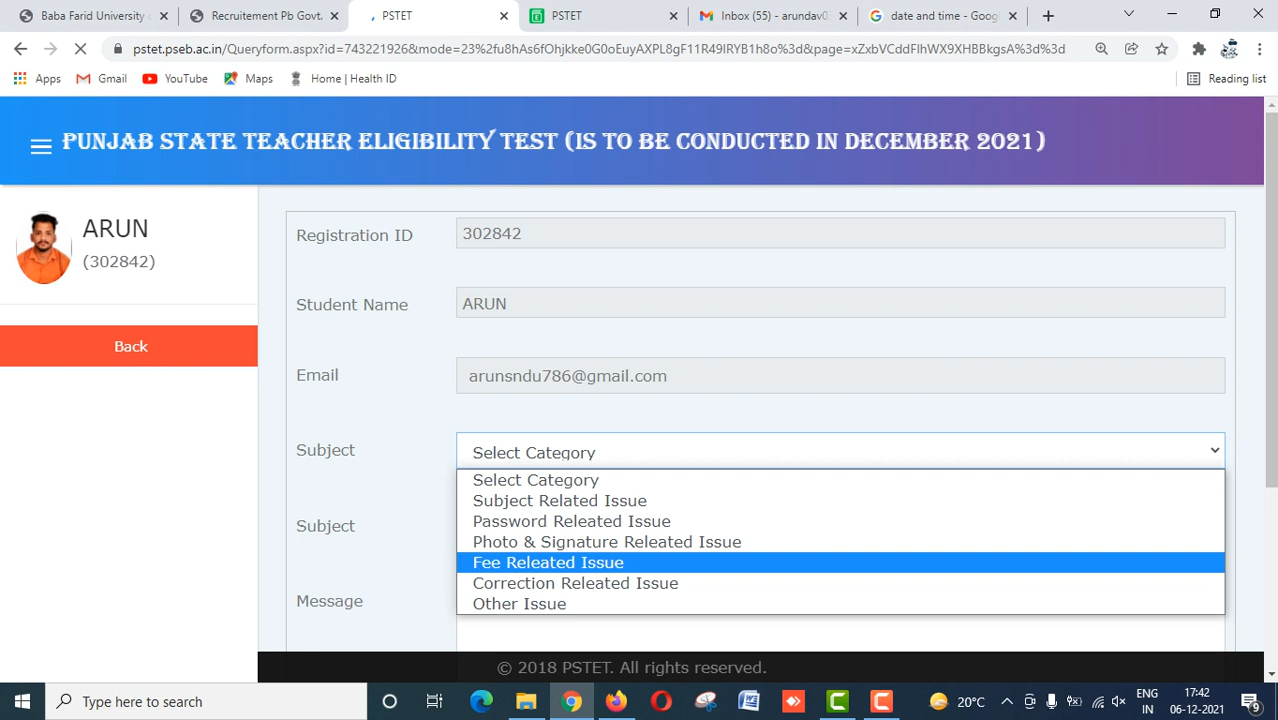 Baba Farid University
Recruitement Pb Govt.
PSTET
PSTET
Inbox (55) - arundav03
date and time - Goog
pstet.pseb.ac.in/Queryform.aspx?id=743221926&mode=23%2fu8hAs6fOhjkke0G0oEuyAXPL8gF11R49lRYB1h8o%3d&page=xZxbVCddFlhWX9XHBBkgsA%3d%3d
Apps
Gmail
YouTube
Maps
Home | Health ID
Reading list
PUNJAB STATE TEACHER ELIGIBILITY TEST (IS TO BE CONDUCTED IN DECEMBER 2021)
ARUN
(302842)
Back
Registration ID
302842
Student Name
ARUN
Email
arunsndu786@gmail.com
Subject
Select Category
Select Category
Subject Related Issue
Password Releated Issue
Photo & Signature Releated Issue
Fee Releated Issue
Correction Releated Issue
Other Issue
Subject
Message
© 2018 PSTET. All rights reserved.
Type here to search
20°C
ENG
IN
17:42
06-12-2021
9